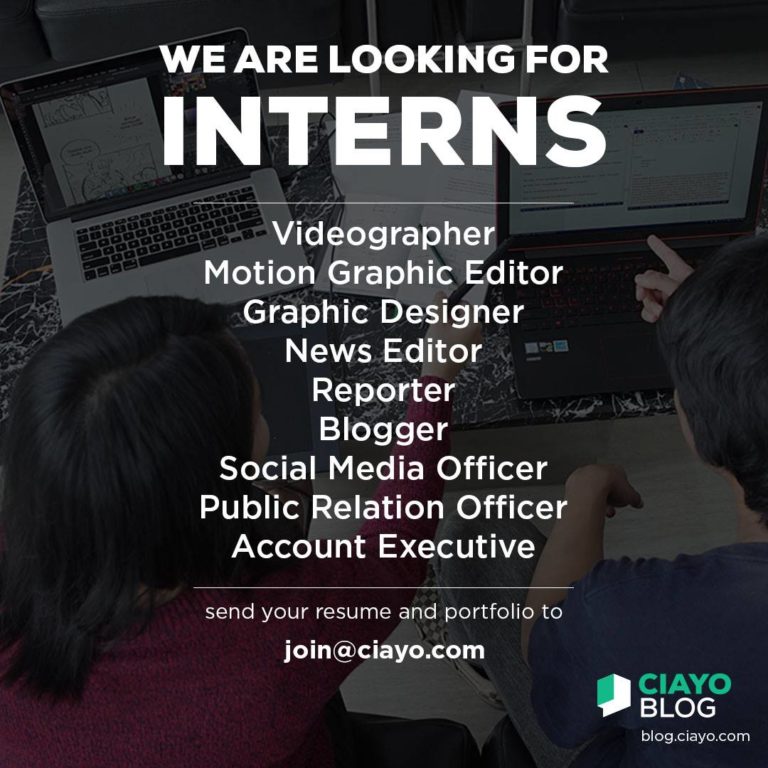 WE ARE LOOKING FOR
INTERNS
Videographer
Motion Graphic Editor
Graphic Designer
News Editor
Reporter
Blogger
Social Media Officer
Public Relation Officer
Account Executive
send your resume and portfolio to
join@ciayo.com
CIAYO
BLOG
blog.ciayo.com